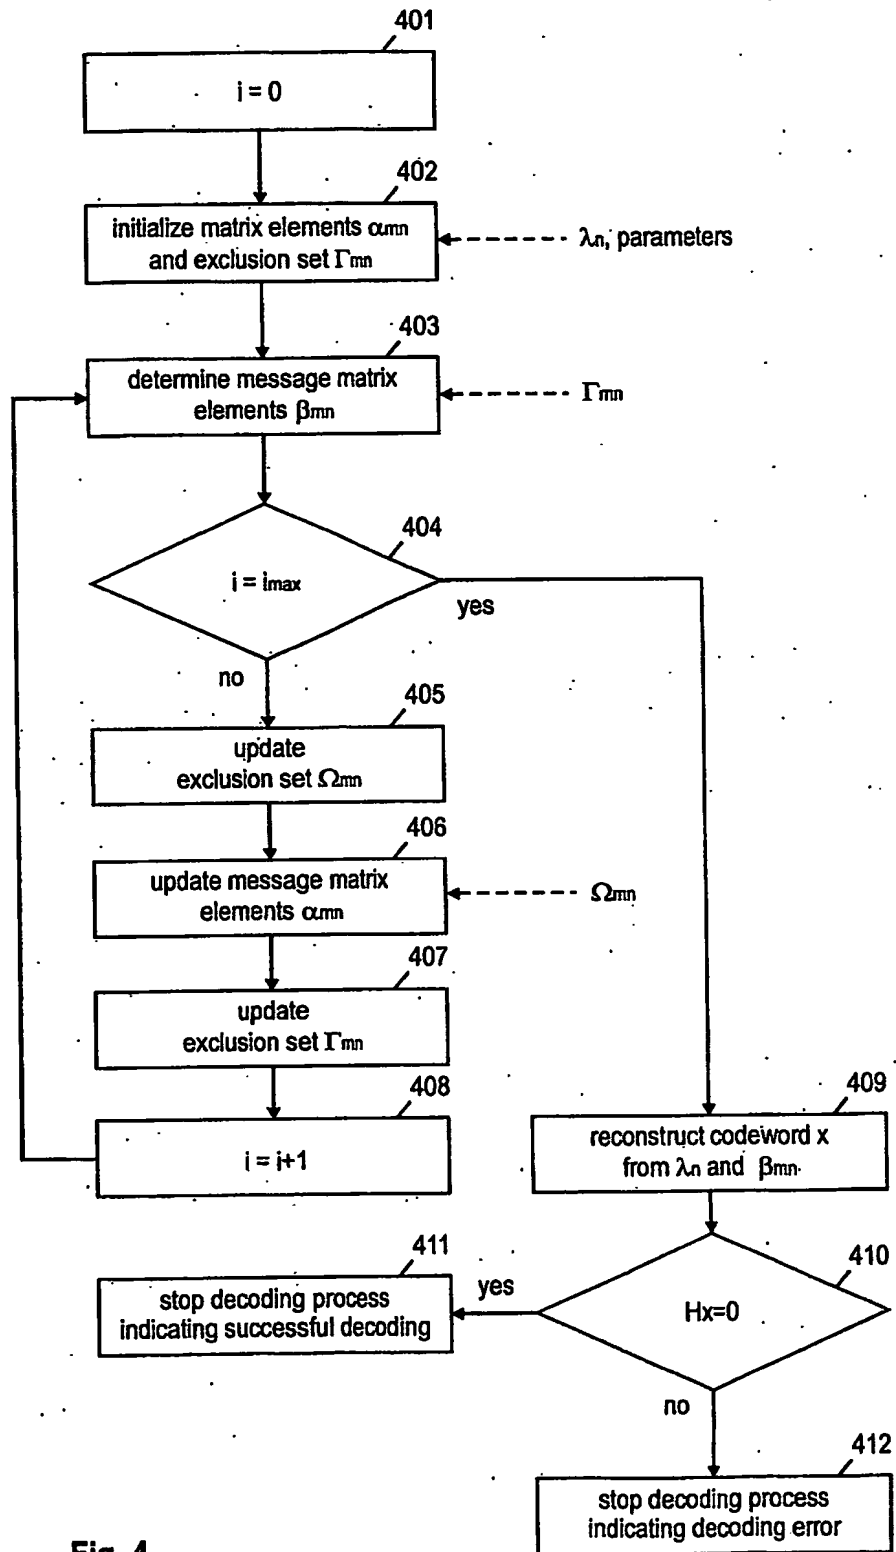 401
i = 0
402
initialize matrix elements αmn
and exclusion set Γmn
λn, parameters
403
determine message matrix
elements βmn
Γmn
404
i = imax
yes
no
405
update
exclusion set Ωmn
406
update message matrix
elements αmn
Ωmn
407
update
exclusion set Γmn
408
i = i+1
409
reconstruct codeword x
from λn and βmn
410
Hx=0
yes
411
stop decoding process
indicating successful decoding
no
412
stop decoding process
indicating decoding error
Fig. 4